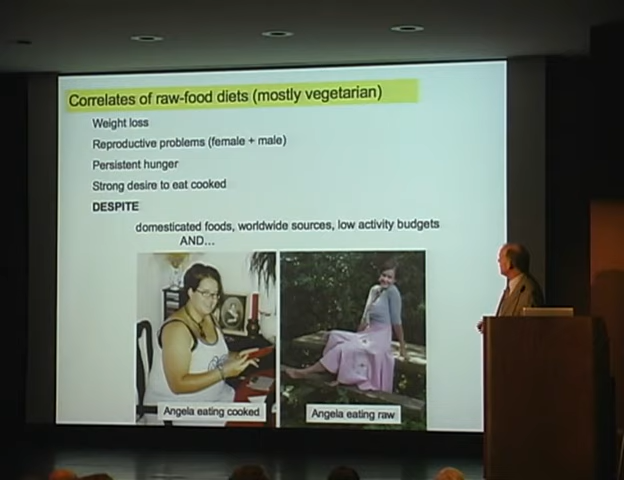 Correlates of raw-food diets (mostly vegetarian)
Weight loss
Reproductive problems (female + male)
Persistent hunger
Strong desire to eat cooked
DESPITE
domesticated foods, worldwide sources, low activity budgets
AND...
Angela eating cooked
Angela eating raw